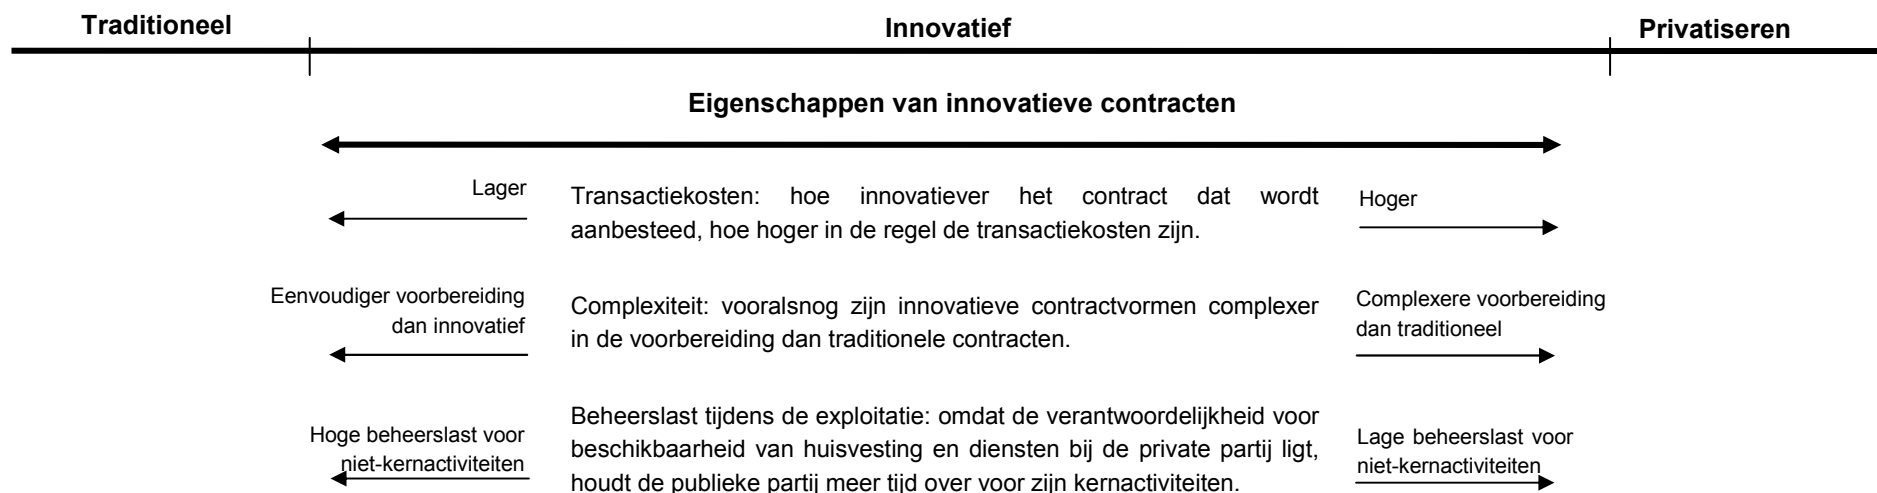 Traditioneel
Innovatief
Privatiseren
Eigenschappen van innovatieve contracten
Lager
Transactiekosten: hoe innovatiever het contract dat wordt
aanbesteed, hoe hoger in de regel de transactiekosten zijn.
Hoger
Eenvoudiger voorbereiding
dan innovatief
Complexiteit: vooralsnog zijn innovatieve contractvormen complexer
in de voorbereiding dan traditionele contracten.
Complexere voorbereiding
dan traditioneel
Hoge beheerslast voor
niet-kernactiviteiten
Beheerslast tijdens de exploitatie: omdat de verantwoordelijkheid voor
beschikbaarheid van huisvesting en diensten bij de private partij ligt,
houdt de publieke partij meer tijd over voor zijn kernactiviteiten.
Lage beheerslast voor
niet-kernactiviteiten